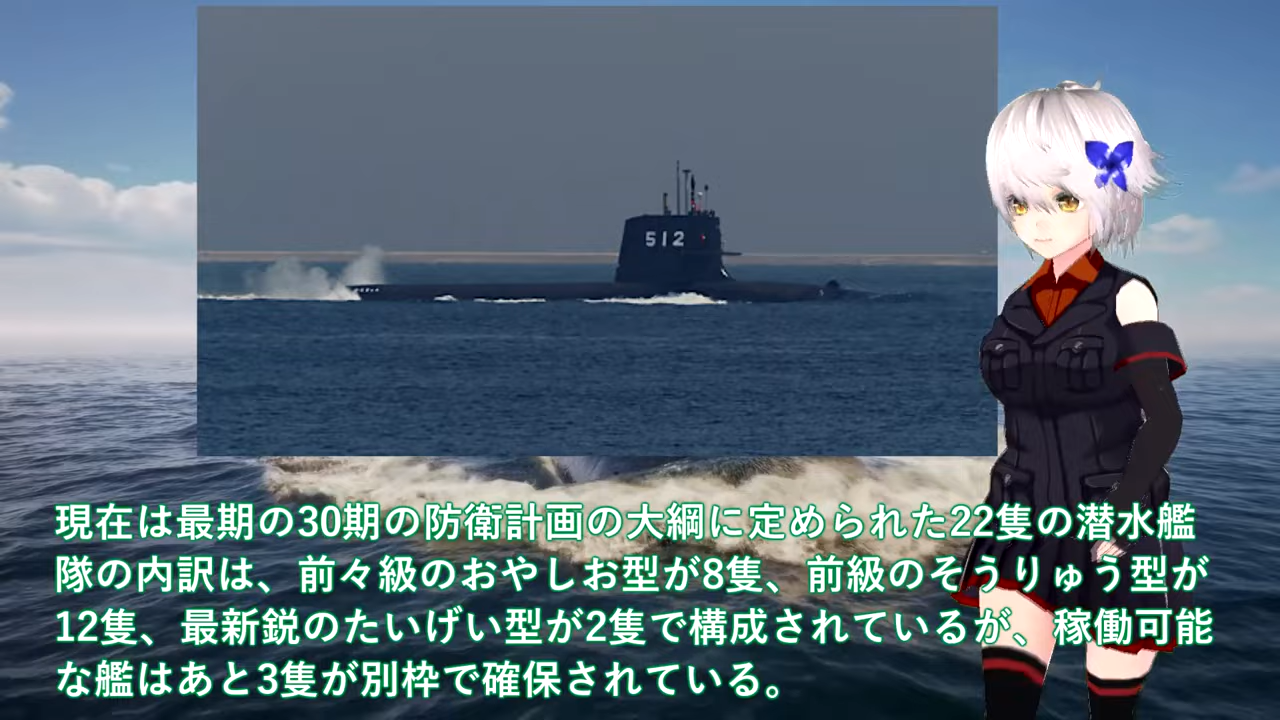 512
現在は最期の30期の防衛計画の大綱に定められた22隻の潜水艦
隊の内訳は、前々級のおやしお型が8隻、前級のそうりゅう型が
12隻、最新鋭のたいげい型が2隻で構成されているが、稼働可能
な艦はあと3隻が別枠で確保されている。